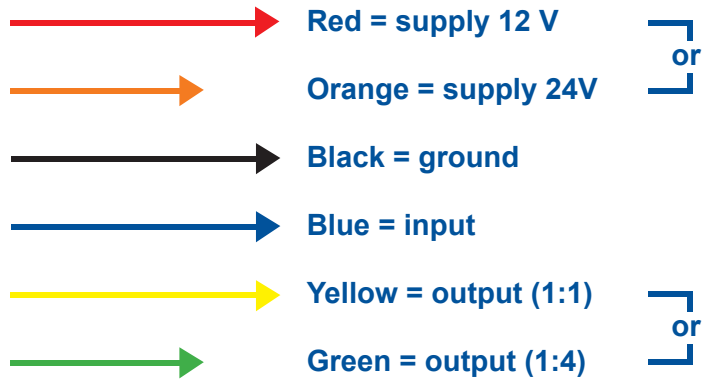 Red = supply 12 V
or
Orange = supply 24V
Black = ground
Blue = input
Yellow = output (1:1)
or
Green = output (1:4)